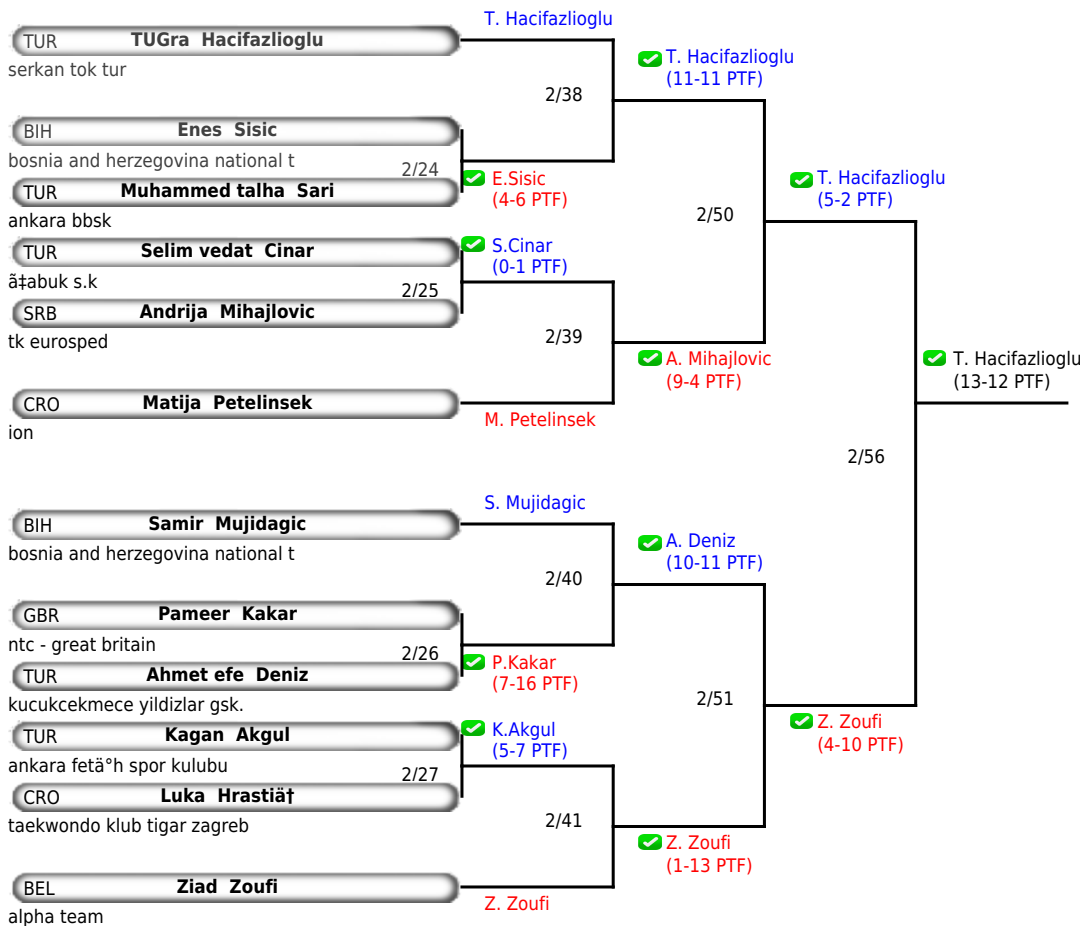 T. Hacifazlioglu
TUR TUGra Hacifazlioglu
serkan tok tur
T. Hacifazlioglu
(11-11 PTF)
2/38
BIH Enes Sisic
bosnia and herzegovina national t
2/24
E.Sisic
(4-6 PTF)
TUR Muhammed talha Sari
ankara bbsk
T. Hacifazlioglu
(5-2 PTF)
2/50
TUR Selim vedat Cinar
ã‡abuk s.k
S.Cinar
(0-1 PTF)
2/25
SRB Andrija Mihajlovic
tk eurosped
2/39
A. Mihajlovic
(9-4 PTF)
T. Hacifazlioglu
(13-12 PTF)
CRO Matija Petelinsek
ion
M. Petelinsek
2/56
S. Mujidagic
BIH Samir Mujidagic
bosnia and herzegovina national t
A. Deniz
(10-11 PTF)
2/40
GBR Pameer Kakar
ntc - great britain
2/26
P.Kakar
(7-16 PTF)
TUR Ahmet efe Deniz
kucukcekmece yildizlar gsk.
2/51
Z. Zoufi
(4-10 PTF)
TUR Kagan Akgul
ankara fetä°h spor kulubu
K.Akgul
(5-7 PTF)
2/27
CRO Luka Hrastiä†
taekwondo klub tigar zagreb
2/41
Z. Zoufi
(1-13 PTF)
BEL Ziad Zoufi
alpha team
Z. Zoufi